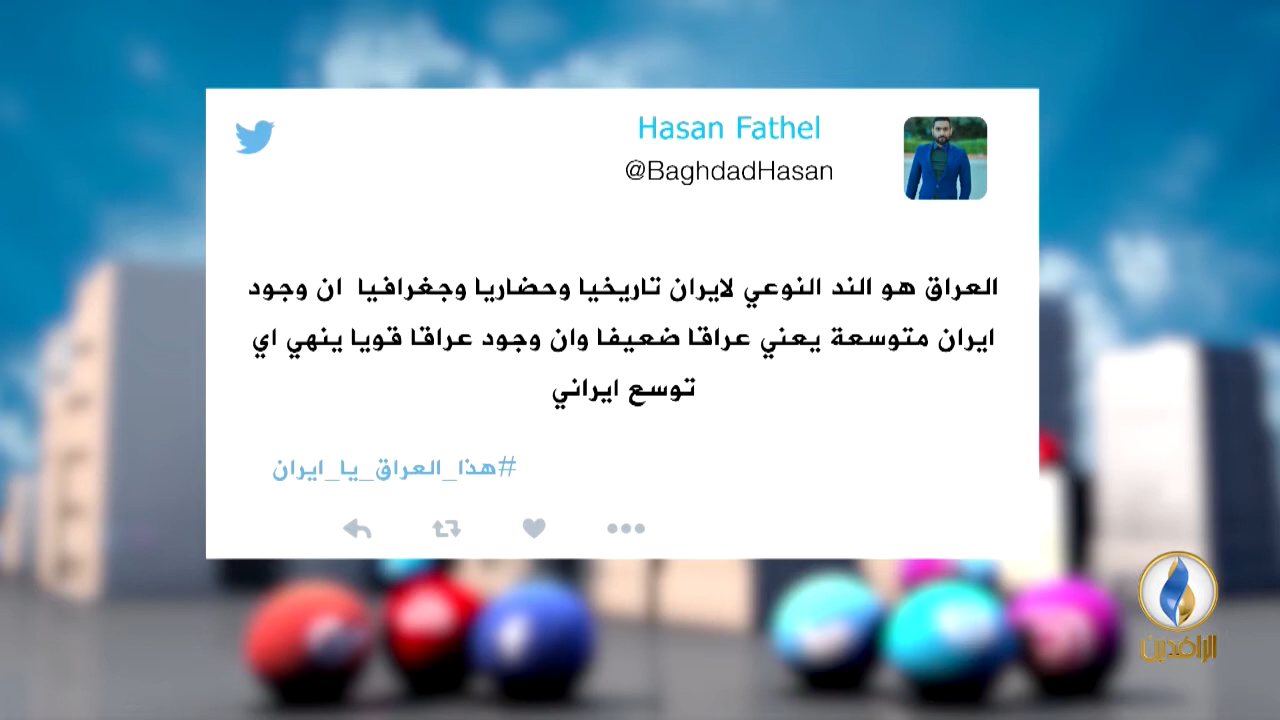 Hasan Fathel
@BaghdadHasan
العراق هو الند النوعي لايران تاريخيا وحضاريا وجغرافيا ان وجود
ايران متوسعة يعني عراقا ضعيفا وان وجود عراقا قويا ينهي اي
توسع ايراني
#هذا_العراق_يا_ايران
الرافدين